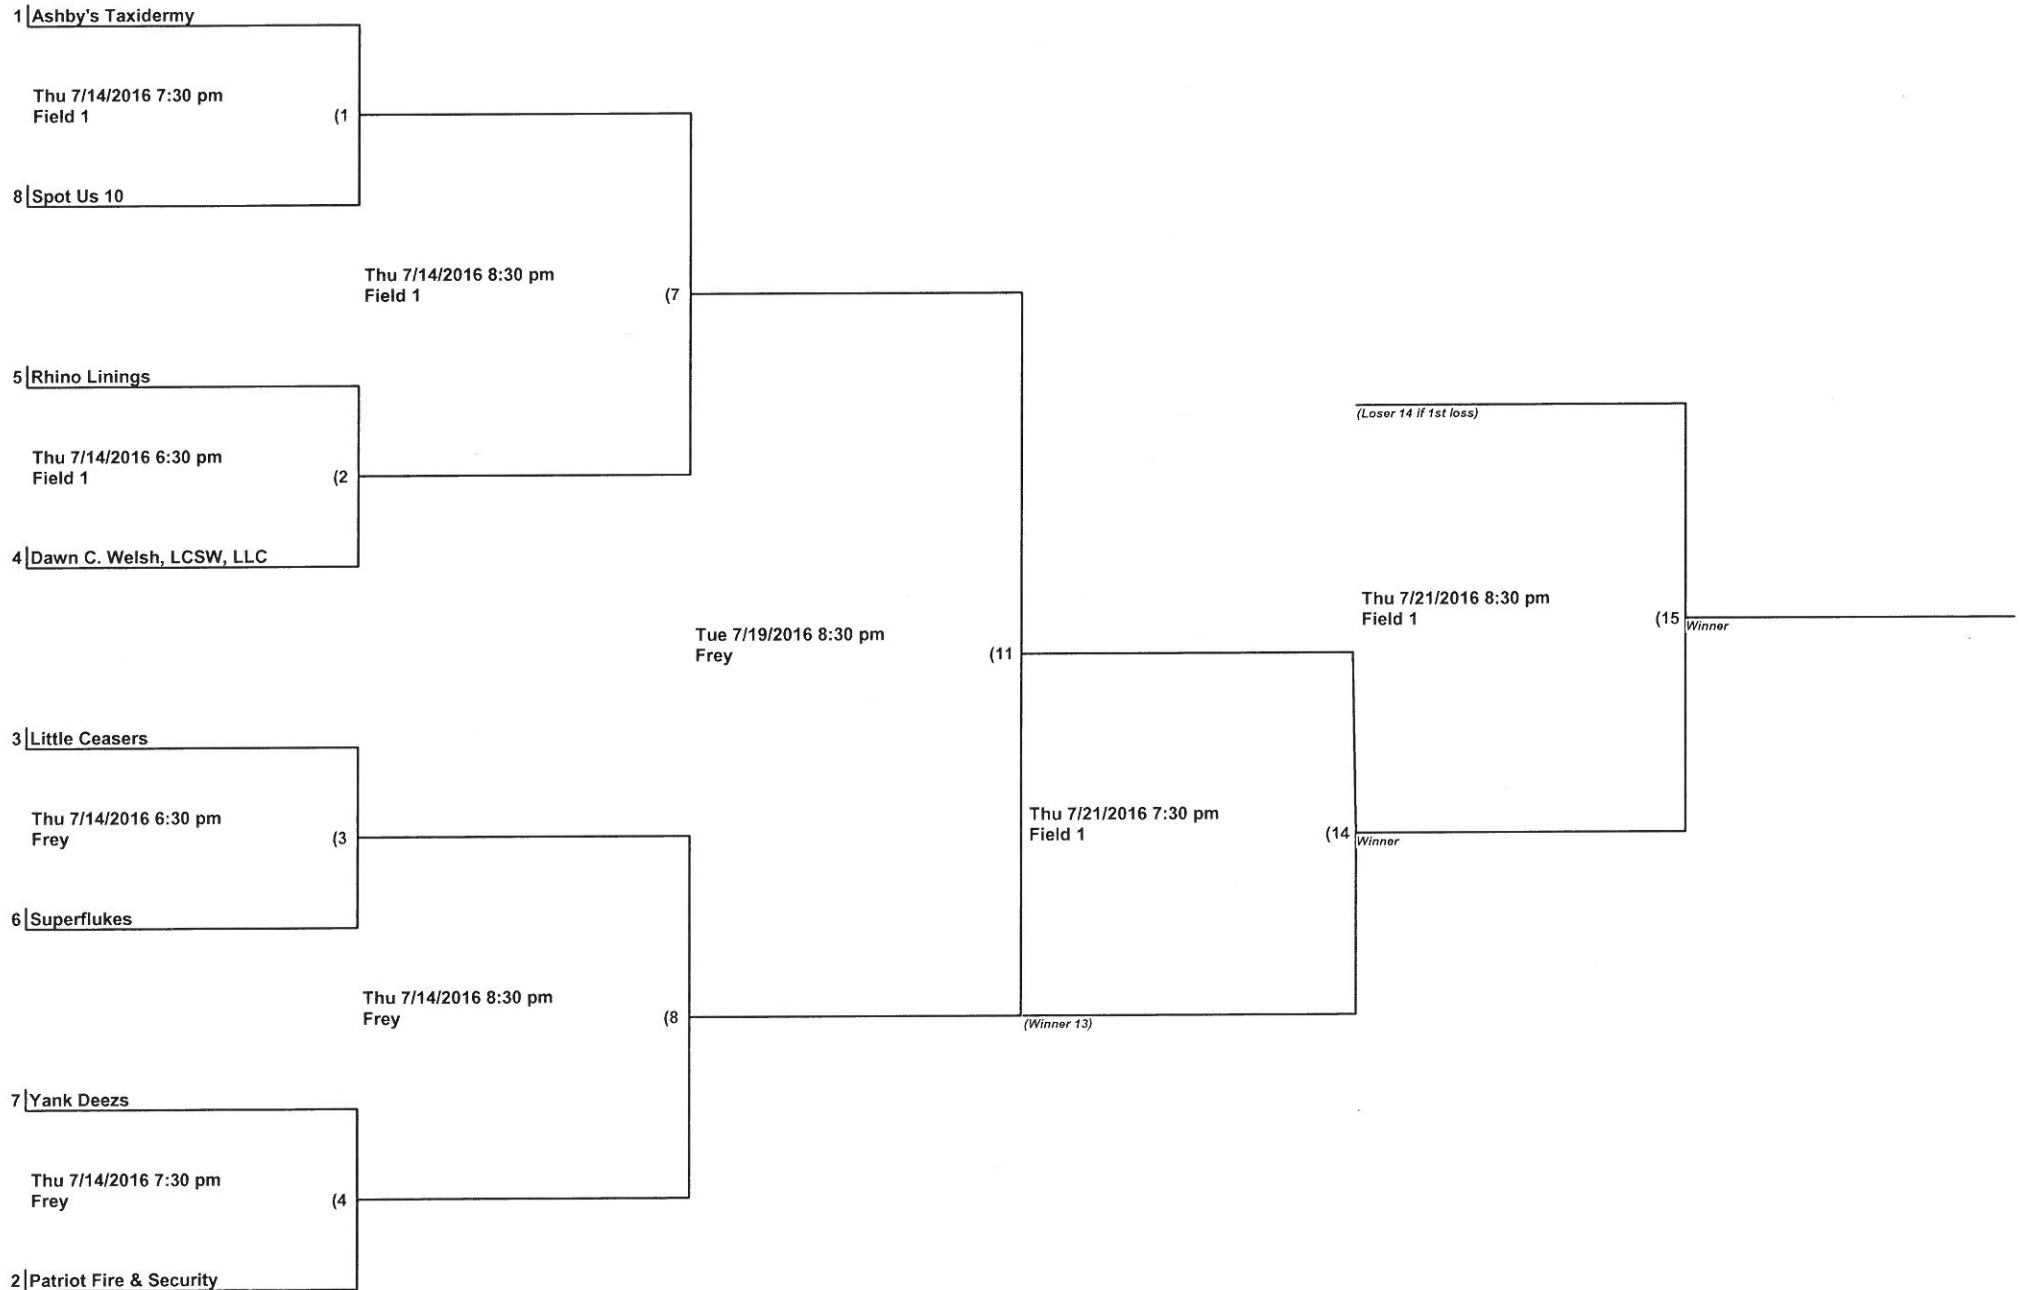 1 Ashby's Taxidermy
Thu 7/14/2016 7:30 pm
Field 1
(1
8 Spot Us 10
Thu 7/14/2016 8:30 pm
Field 1
(7
5 Rhino Linings
Thu 7/14/2016 6:30 pm
Field 1
(2
4 Dawn C. Welsh, LCSW, LLC
Tue 7/19/2016 8:30 pm
Frey
(11
3 Little Ceasers
Thu 7/14/2016 6:30 pm
Frey
(3
6 Superflukes
Thu 7/14/2016 8:30 pm
Frey
(8
7 Yank Deezs
Thu 7/14/2016 7:30 pm
Frey
(4
2 Patriot Fire & Security
Thu 7/21/2016 7:30 pm
Field 1
(14
Winner
(Winner 13)
(Loser 14 if 1st loss)
Thu 7/21/2016 8:30 pm
Field 1
(15
Winner